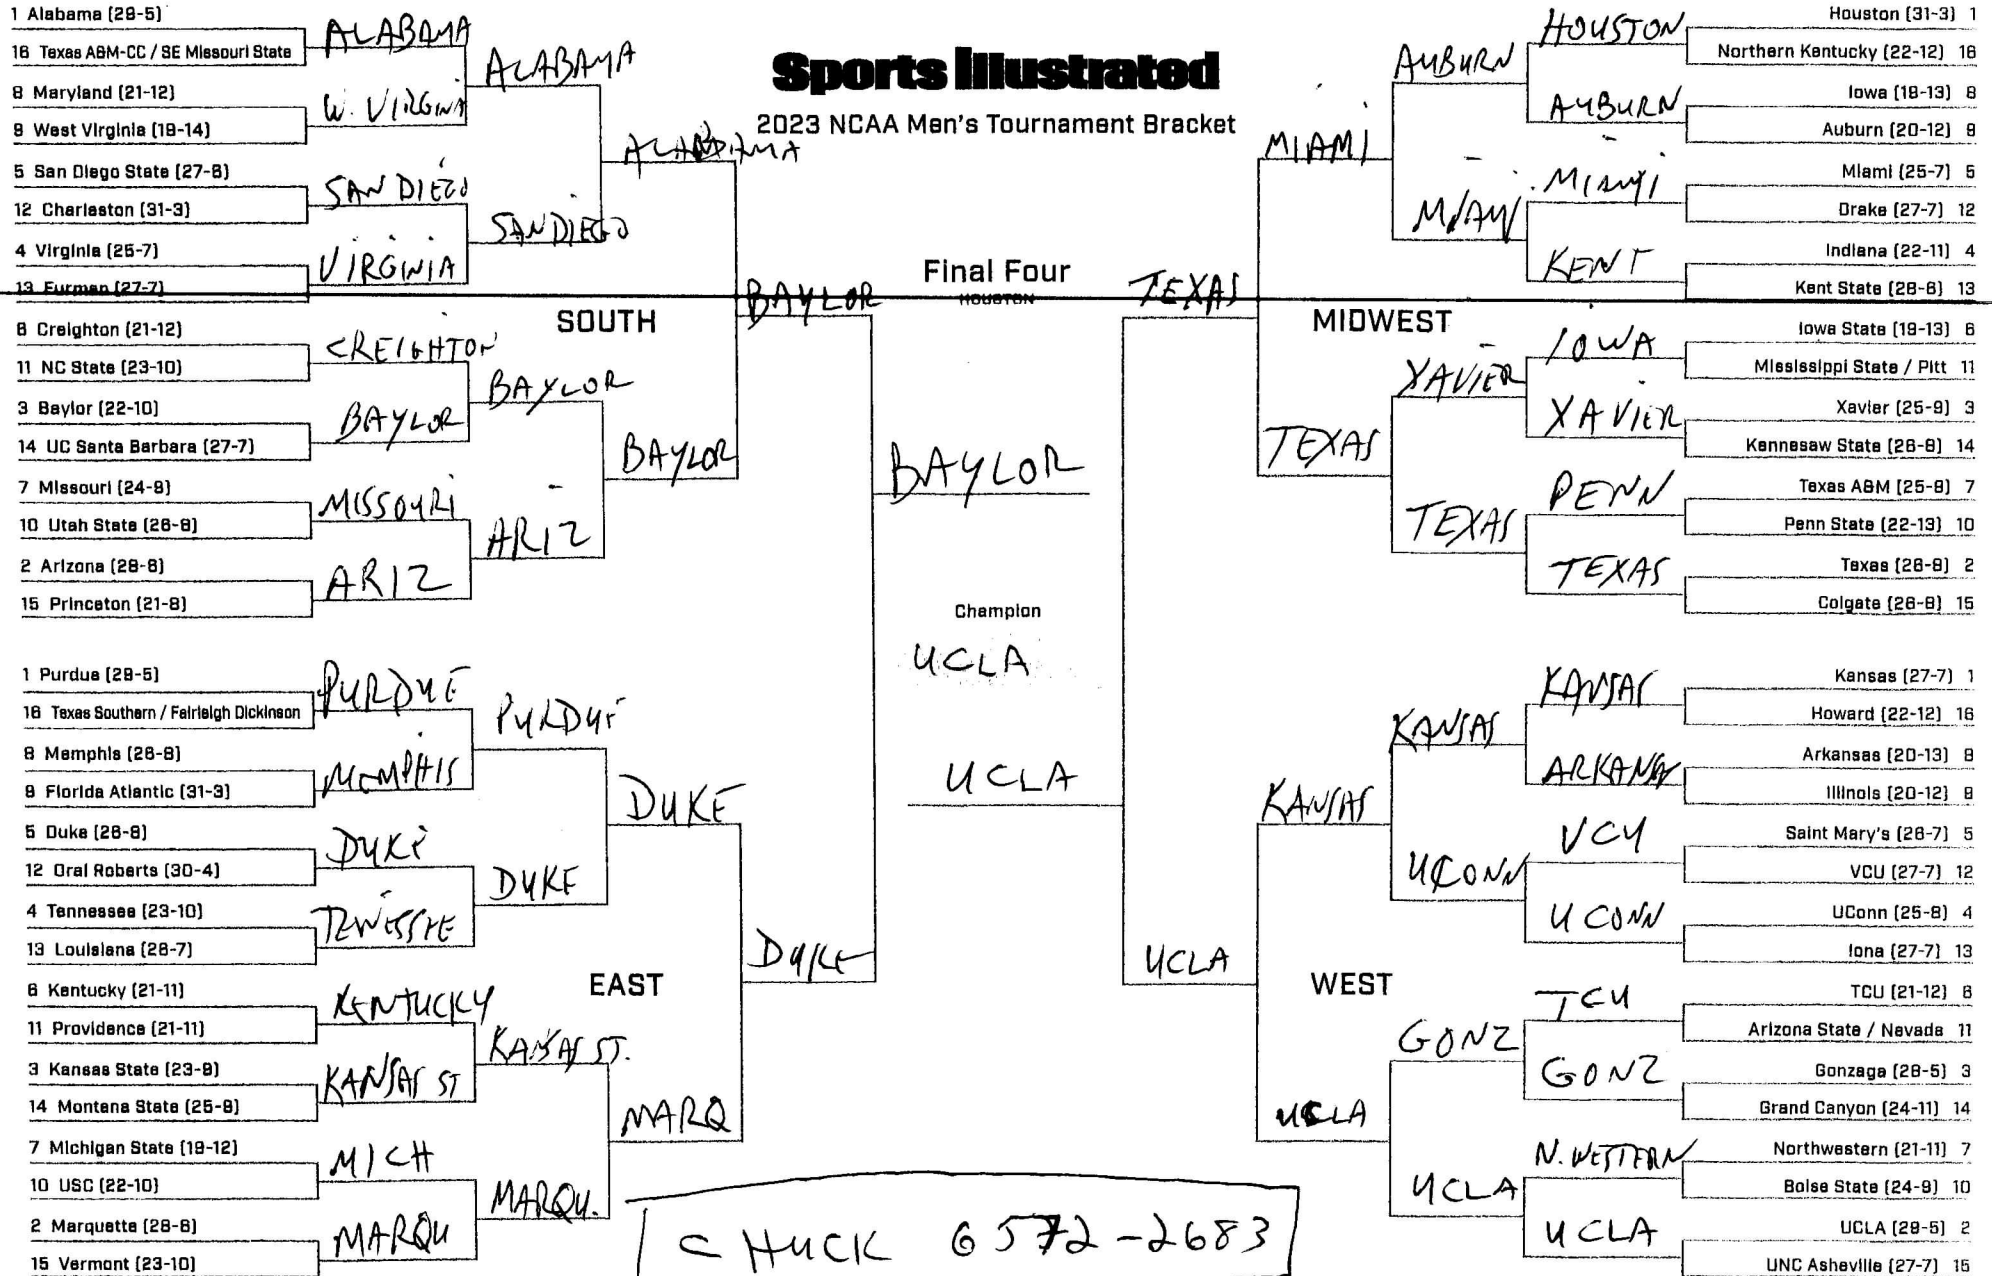 Sports Illustrated
2023 NCAA Men's Tournament Bracket
1 Alabama (29-5)
16 Texas A&M-CC / SE Missouri State
8 Maryland (21-12)
9 West Virginia (19-14)
5 San Diego State (27-6)
12 Charleston (31-3)
4 Virginia (25-7)
13 Furman (27-7)
6 Creighton (21-12)
11 NC State (23-10)
3 Baylor (22-10)
14 UC Santa Barbara (27-7)
7 Missouri (24-9)
10 Utah State (26-8)
2 Arizona (28-6)
15 Princeton (21-8)
ALABAMA
W. VIRGINIA
SAN DIEGO
VIRGINIA
CREIGHTON
BAYLOR
MISSOURI
ARIZ
ALABAMA
SAN DIEGO
BAYLOR
ARIZ
ALABAMA
BAYLOR
BAYLOR
SOUTH
1 Purdue (29-5)
16 Texas Southern / Fairleigh Dickinson
8 Memphis (26-8)
9 Florida Atlantic (31-3)
5 Duke (26-8)
12 Oral Roberts (30-4)
4 Tennessee (23-10)
13 Louisiana (26-7)
6 Kentucky (21-11)
11 Providence (21-11)
3 Kansas State (23-9)
14 Montana State (25-9)
7 Michigan State (19-12)
10 USC (22-10)
2 Marquette (28-6)
15 Vermont (23-10)
PURDUE
MEMPHIS
DUKE
TENNESSEE
KENTUCKY
KANSAS ST
MICH
MARQU
PURDUE
DUKE
KANSAS ST.
MARQU.
DUKE
MARQ
DUKE
EAST
Final Four
HOUSTON
BAYLOR
Champion
UCLA
UCLA
Houston (31-3) 1
Northern Kentucky (22-12) 16
Iowa (19-13) 8
Auburn (20-12) 9
Miami (25-7) 5
Drake (27-7) 12
Indiana (22-11) 4
Kent State (28-6) 13
Iowa State (19-13) 6
Mississippi State / Pitt 11
Xavier (25-9) 3
Kennesaw State (26-8) 14
Texas A&M (25-9) 7
Penn State (22-13) 10
Texas (26-8) 2
Colgate (26-8) 15
HOUSTON
AUBURN
MIAMI
KENT
IOWA
XAVIER
PENN
TEXAS
AUBURN
MIAMI
XAVIER
TEXAS
MIAMI
TEXAS
TEXAS
MIDWEST
Kansas (27-7) 1
Howard (22-12) 16
Arkansas (20-13) 8
Illinois (20-12) 9
Saint Mary's (26-7) 5
VCU (27-7) 12
UConn (25-8) 4
Iona (27-7) 13
TCU (21-12) 6
Arizona State / Nevada 11
Gonzaga (28-5) 3
Grand Canyon (24-11) 14
Northwestern (21-11) 7
Boise State (24-9) 10
UCLA (29-5) 2
UNC Asheville (27-7) 15
KANSAS
ARKANSAS
VCU
UCONN
TCU
GONZ
N. WESTERN
UCLA
KANSAS
UCONN
GONZ
UCLA
KANSAS
UCLA
UCLA
WEST
CHUCK 6572-2683